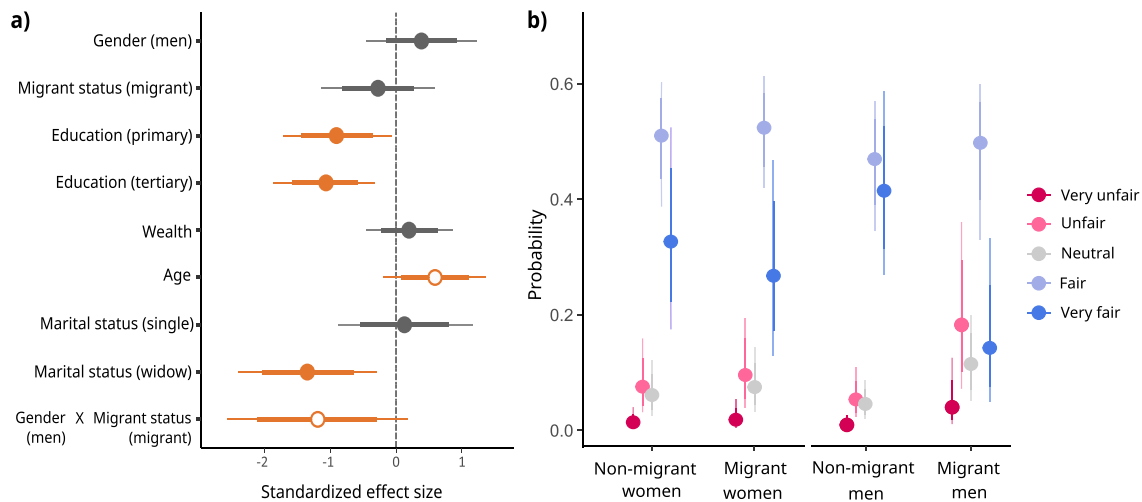 a)
Gender (men)
Migrant status (migrant)
Education (primary)
Education (tertiary)
Wealth
Age
Marital status (single)
Marital status (widow)
Gender X Migrant status
(men) (migrant)
-2 -1 0 1
Standardized effect size
b)
Probability
0.6
0.4
0.2
0.0
Non-migrant
women
Migrant
women
Non-migrant
men
Migrant
men
Very unfair
Unfair
Neutral
Fair
Very fair